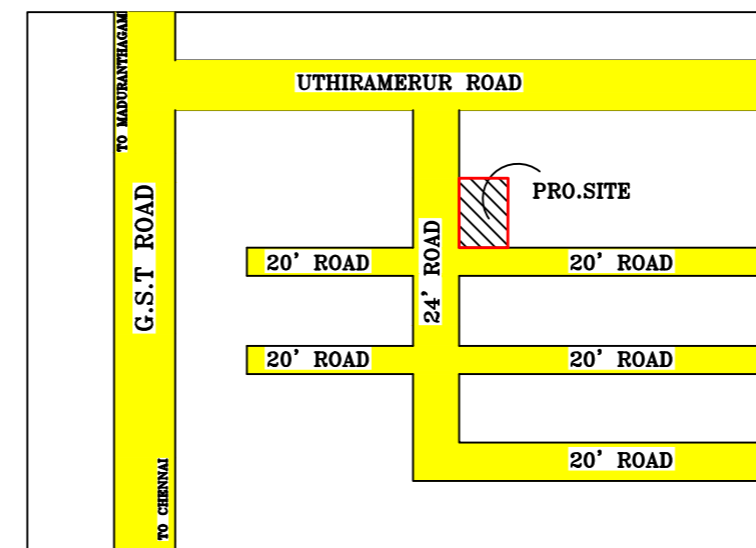 TO MADURANTHAGAM
UTHIRAMERUR ROAD
PRO.SITE
G.S.T ROAD
24' ROAD
20' ROAD
20' ROAD
20' ROAD
20' ROAD
20' ROAD
TO CHENNAI